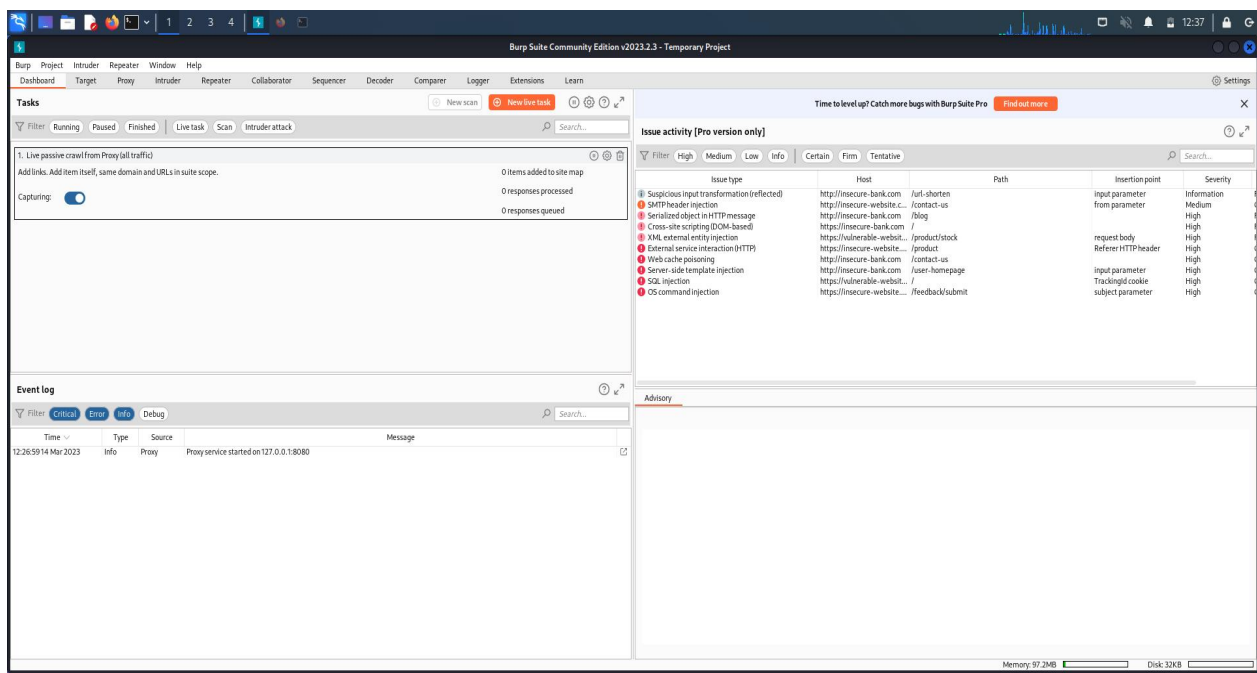 1 2 3 4 12:37
Burp Suite Community Edition v2023.2.3 - Temporary Project
Burp Project Intruder Repeater Window Help
Dashboard Target Proxy Intruder Repeater Collaborator Sequencer Decoder Comparer Logger Extensions Learn Settings
Tasks New scan New live task
Filter Running Paused Finished Live task Scan Intruder attack Search...
1. Live passive crawl from Proxy (all traffic)
Add links. Add item itself, same domain and URLs in suite scope. 0 items added to site map
Capturing: 0 responses processed
0 responses queued
Event log
Filter Critical Error Info Debug Search...
Time Type Source Message
12:26:59 14 Mar 2023 Info Proxy Proxy service started on 127.0.0.1:8080
Time to level up? Catch more bugs with Burp Suite Pro Find out more
Issue activity [Pro version only]
Filter High Medium Low Info Certain Firm Tentative Search...
Issue type Host Path Insertion point Severity
Suspicious input transformation (reflected) http://insecure-bank.com /url-shorten input parameter Information
SMTP header injection http://insecure-website.c... /contact-us from parameter Medium
Serialized object in HTTP message http://insecure-bank.com /blog High
Cross-site scripting (DOM-based) http://insecure-bank.com / High
XML external entity injection https://vulnerable-websit... /product/stock request body High
External service interaction (HTTP) https://insecure-website.... /product Referer HTTP header High
Web cache poisoning http://insecure-bank.com /contact-us High
Server-side template injection http://insecure-bank.com /user-homepage input parameter High
SQL injection https://vulnerable-websit... / TrackingId cookie High
OS command injection https://insecure-website.... /feedback/submit subject parameter High
Advisory
Memory: 97.2MB Disk: 32KB